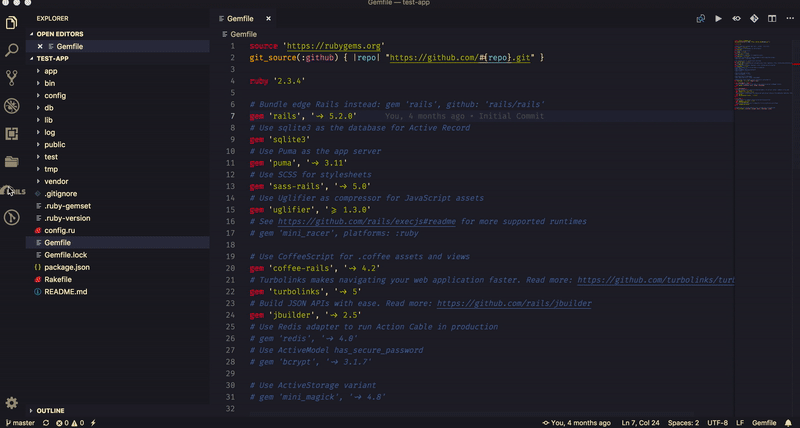 Gemfile — test-app
EXPLORER
OPEN EDITORS
Gemfile
TEST-APP
app
bin
config
db
lib
log
public
test
tmp
vendor
.gitignore
.ruby-gemset
.ruby-version
config.ru
Gemfile
Gemfile.lock
package.json
Rakefile
README.md
OUTLINE
RAILS
Gemfile
Gemfile
1 source 'https://rubygems.org'
2 git_source(:github) { |repo| "https://github.com/#{repo}.git" }
3
4 ruby '2.3.4'
5
6 # Bundle edge Rails instead: gem 'rails', github: 'rails/rails'
7 gem 'rails', '~> 5.2.0' You, 4 months ago • Initial Commit
8 # Use sqlite3 as the database for Active Record
9 gem 'sqlite3'
10 # Use Puma as the app server
11 gem 'puma', '~> 3.11'
12 # Use SCSS for stylesheets
13 gem 'sass-rails', '~> 5.0'
14 # Use Uglifier as compressor for JavaScript assets
15 gem 'uglifier', '>= 1.3.0'
16 # See https://github.com/rails/execjs#readme for more supported runtimes
17 # gem 'mini_racer', platforms: :ruby
18
19 # Use CoffeeScript for .coffee assets and views
20 gem 'coffee-rails', '~> 4.2'
21 # Turbolinks makes navigating your web application faster. Read more: https://github.com/turbolinks/turb
22 gem 'turbolinks', '~> 5'
23 # Build JSON APIs with ease. Read more: https://github.com/rails/jbuilder
24 gem 'jbuilder', '~> 2.5'
25 # Use Redis adapter to run Action Cable in production
26 # gem 'redis', '~> 4.0'
27 # Use ActiveModel has_secure_password
28 # gem 'bcrypt', '~> 3.1.7'
29
30 # Use ActiveStorage variant
31 # gem 'mini_magick', '~> 4.8'
32
master 0 0 You, 4 months ago Ln 7, Col 24 Spaces: 2 UTF-8 LF Gemfile